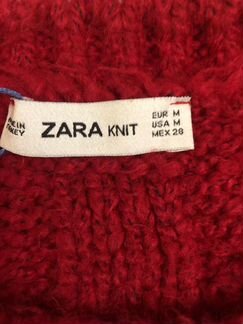 ZARA KNIT
EUR M
USA M
MEX 28